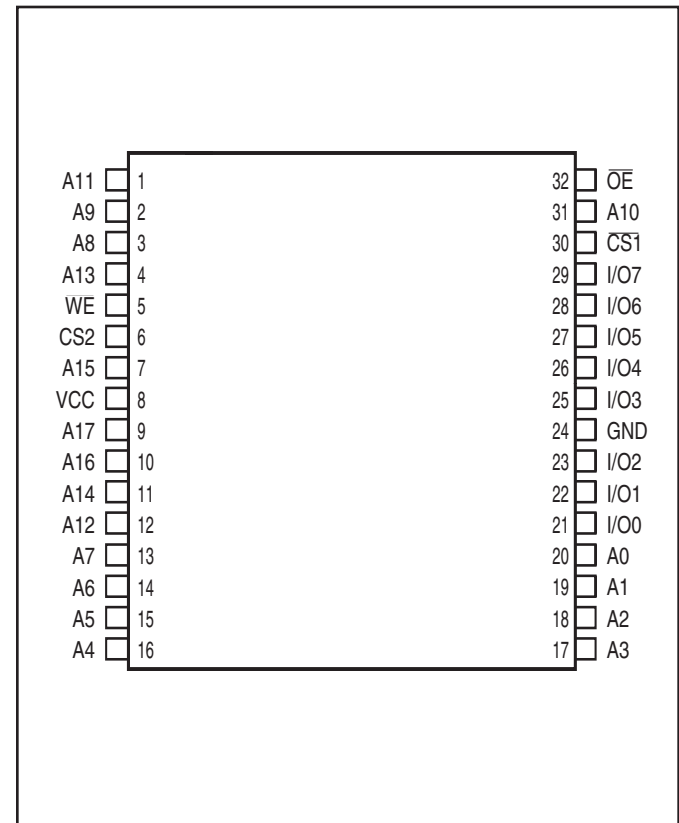 A11 1 32 O̅E̅
A9 2 31 A10
A8 3 30 C̅S̅1̅
A13 4 29 I/O7
W̅E̅ 5 28 I/O6
CS2 6 27 I/O5
A15 7 26 I/O4
VCC 8 25 I/O3
A17 9 24 GND
A16 10 23 I/O2
A14 11 22 I/O1
A12 12 21 I/O0
A7 13 20 A0
A6 14 19 A1
A5 15 18 A2
A4 16 17 A3